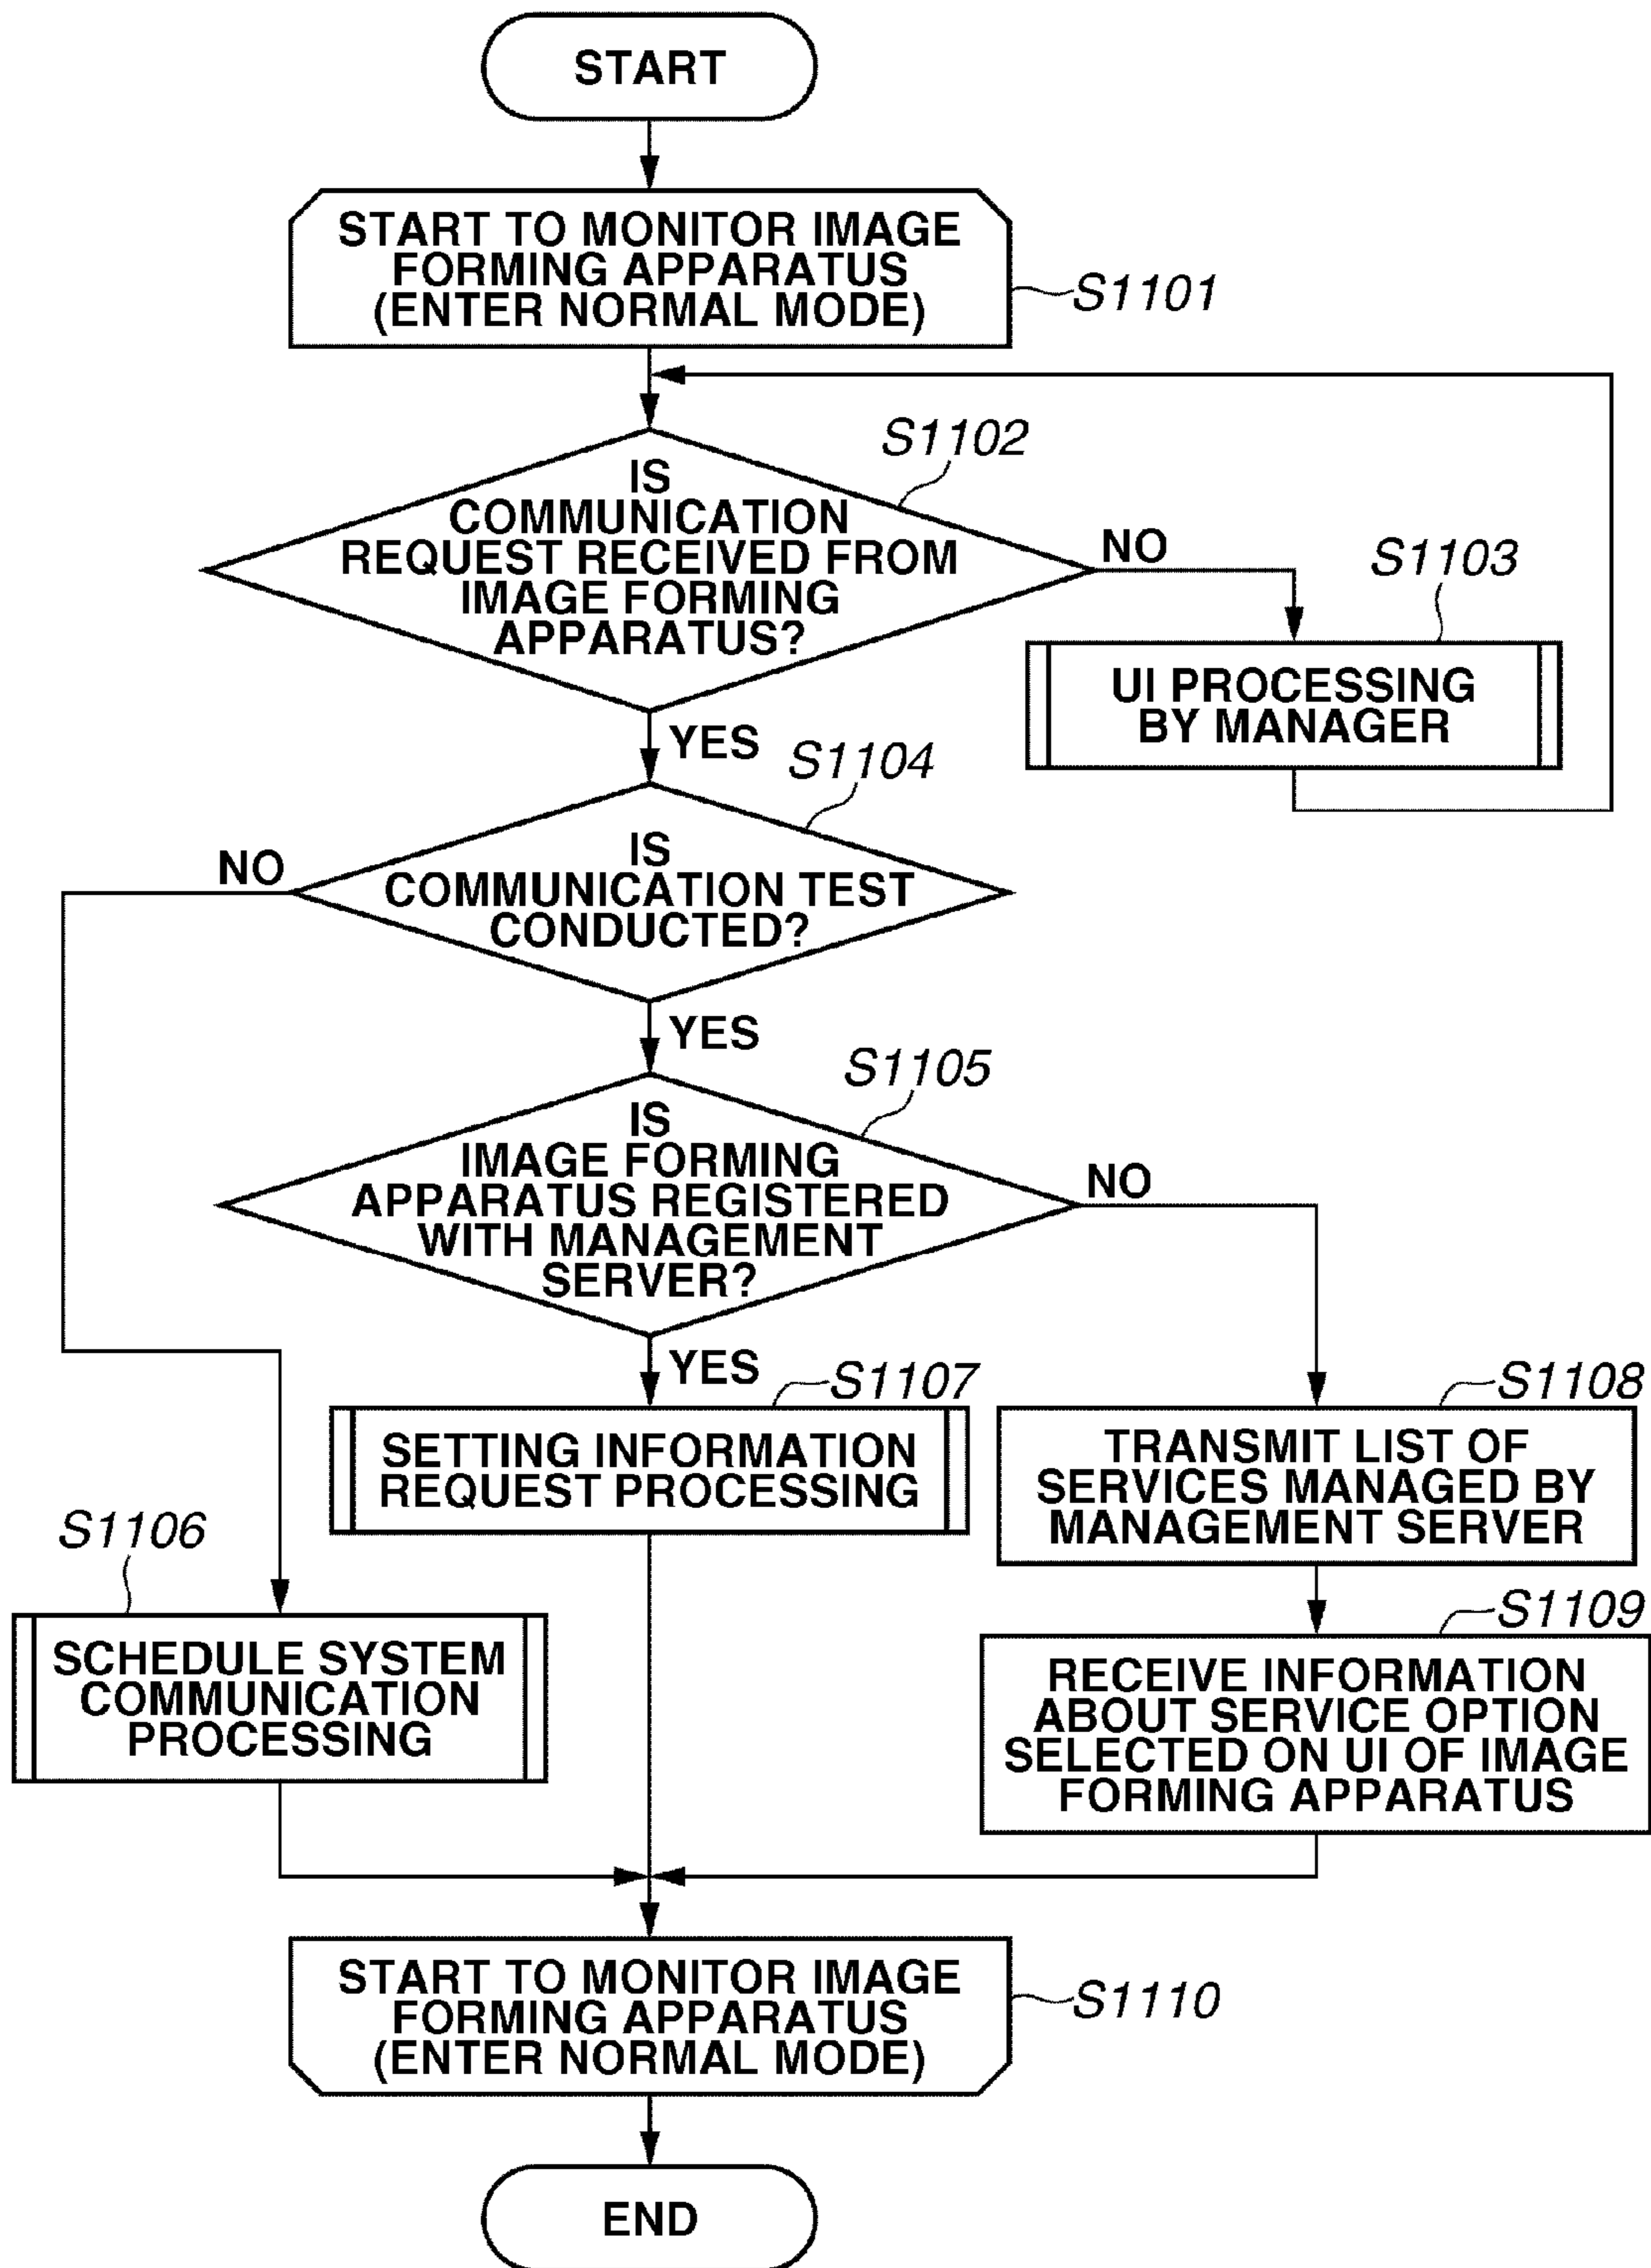 START
START TO MONITOR IMAGE
FORMING APPARATUS
(ENTER NORMAL MODE)
S1101
S1102
IS
COMMUNICATION
REQUEST RECEIVED FROM
IMAGE FORMING
APPARATUS?
NO
S1103
UI PROCESSING
BY MANAGER
YES
S1104
IS
COMMUNICATION TEST
CONDUCTED?
NO
YES
S1105
IS
IMAGE FORMING
APPARATUS REGISTERED
WITH MANAGEMENT
SERVER?
NO
YES
S1107
SETTING INFORMATION
REQUEST PROCESSING
S1108
TRANSMIT LIST OF
SERVICES MANAGED BY
MANAGEMENT SERVER
S1106
SCHEDULE SYSTEM
COMMUNICATION
PROCESSING
S1109
RECEIVE INFORMATION
ABOUT SERVICE OPTION
SELECTED ON UI OF IMAGE
FORMING APPARATUS
START TO MONITOR IMAGE
FORMING APPARATUS
(ENTER NORMAL MODE)
S1110
END